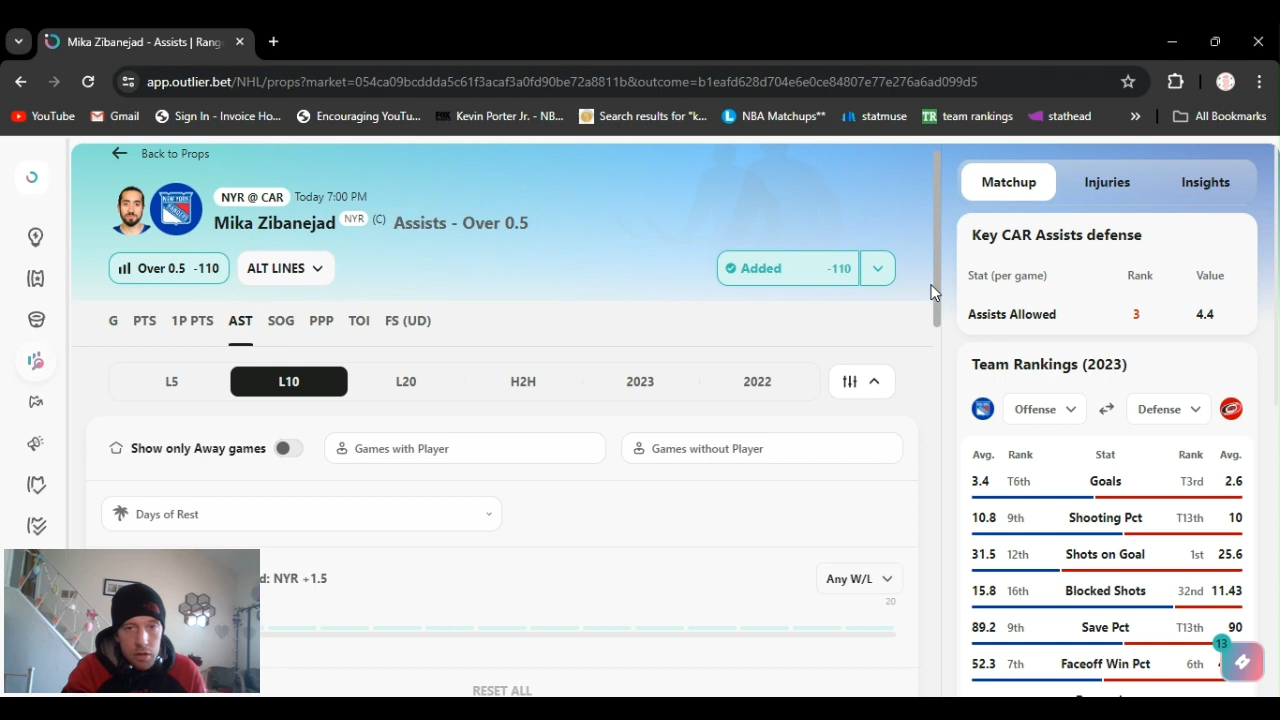 Mika Zibanejad - Assists | Rang
app.outlier.bet/NHL/props?market=054ca09bcddda5c61f3acaf3a0fd90be72a8811b&outcome=b1eafd628d704e6e0ce84807e77e276a6ad099d5
YouTube Gmail Sign In - Invoice Ho... Encouraging YouTu... Kevin Porter Jr. - NB... Search results for "k... NBA Matchups** statmuse team rankings stathead » All Bookmarks
Back to Props
NYR @ CAR Today 7:00 PM
Mika Zibanejad NYR (C) Assists - Over 0.5
Over 0.5 -110 ALT LINES Added -110
G PTS 1P PTS AST SOG PPP TOI FS (UD)
L5 L10 L20 H2H 2023 2022
Show only Away games Games with Player Games without Player
Days of Rest
d: NYR +1.5 Any W/L
20
RESET ALL
Matchup Injuries Insights
Key CAR Assists defense
Stat (per game) Rank Value
Assists Allowed 3 4.4
Team Rankings (2023)
Offense Defense
Avg. Rank Stat Rank Avg.
3.4 T6th Goals T3rd 2.6
10.8 9th Shooting Pct T13th 10
31.5 12th Shots on Goal 1st 25.6
15.8 16th Blocked Shots 32nd 11.43
89.2 9th Save Pct T13th 90
13
52.3 7th Faceoff Win Pct 6th